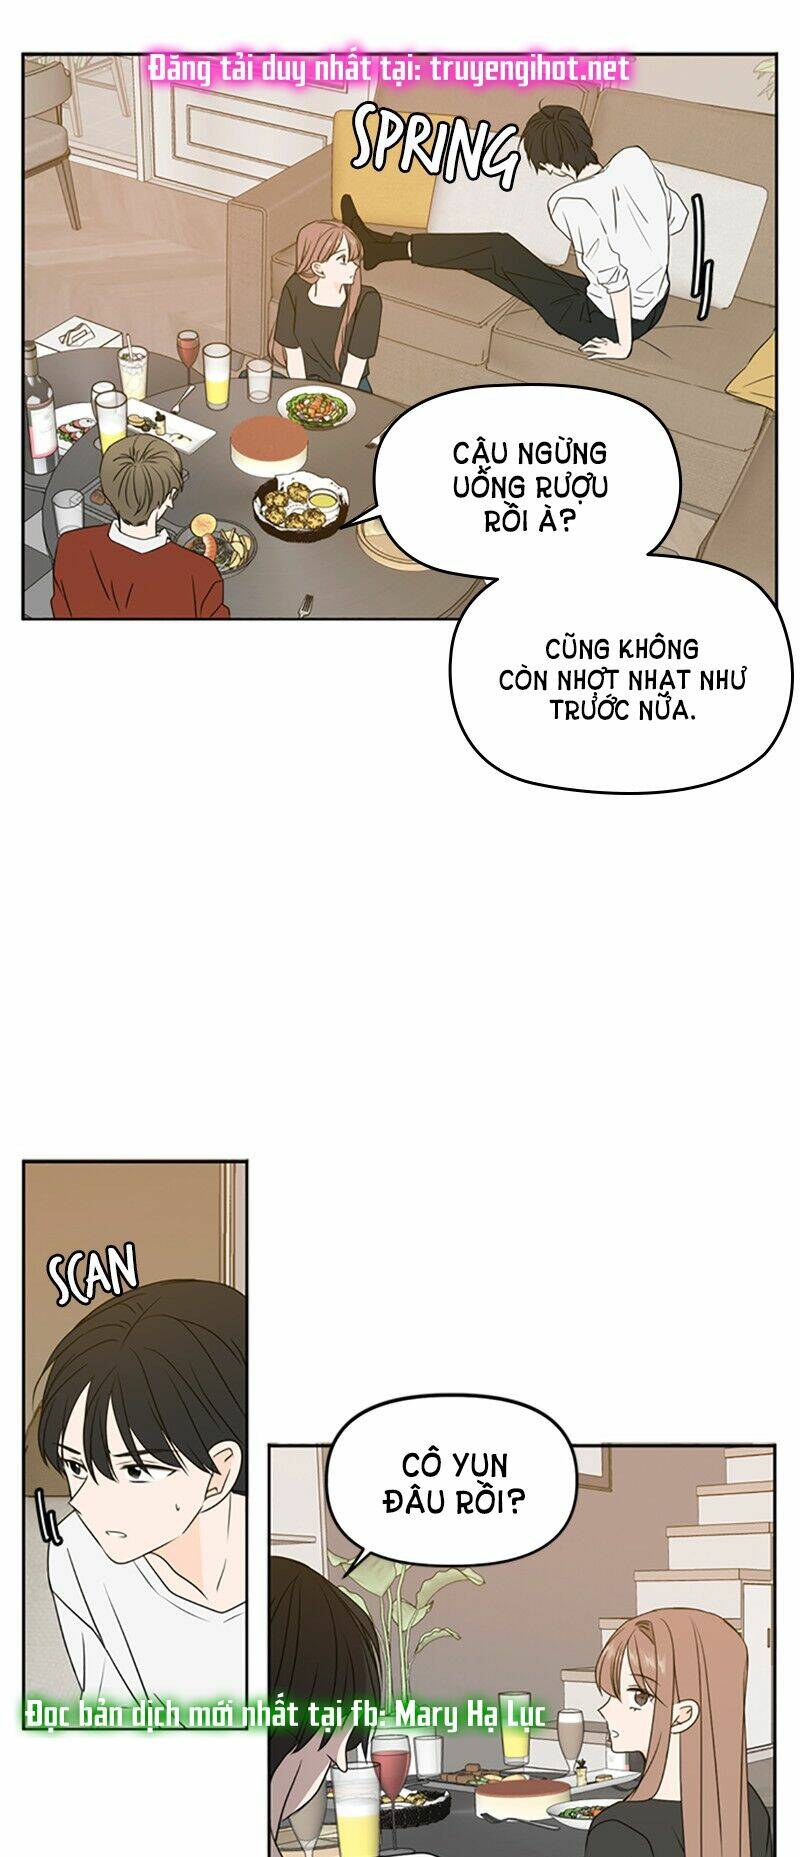 Đăng tải duy nhất tại: truyengihot.net
SPRING
CẬU NGỪNG
UỐNG RƯỢU
RỒI À?
CŨNG KHÔNG
CÒN NHỢT NHẠT NHƯ
TRƯỚC NỮA.
SCAN
CÔ YUN
ĐÂU RỒI?
Đọc bản dịch mới nhất tại fb: Mary Hạ Lục